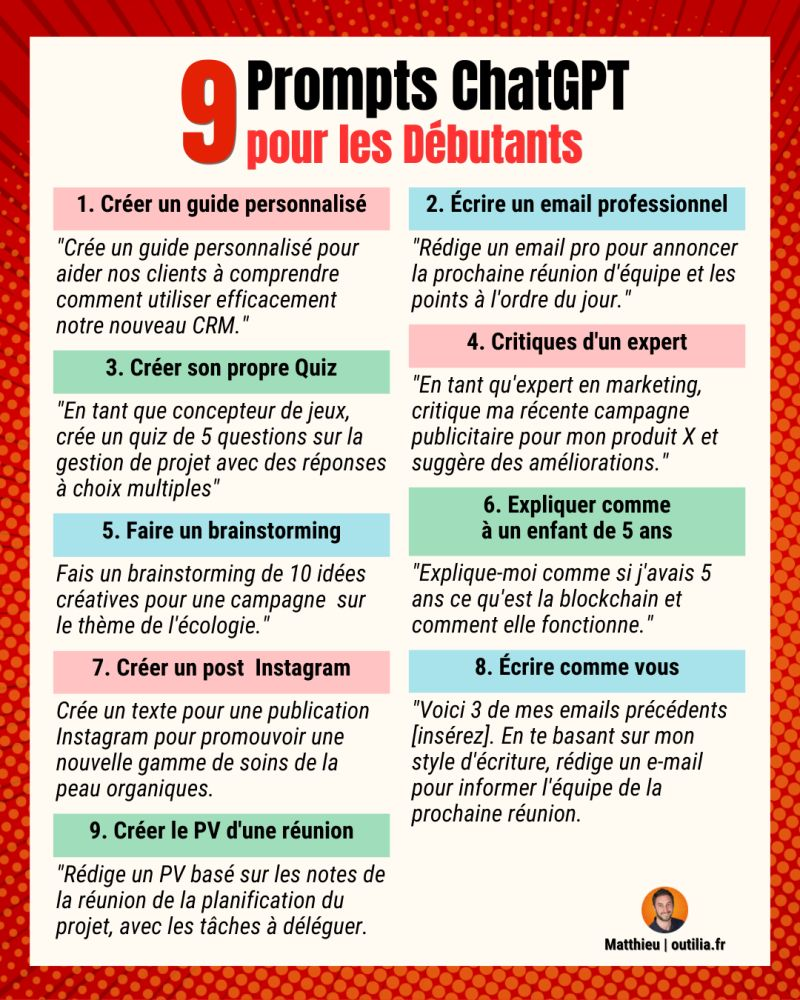 9 Prompts ChatGPT
pour les Débutants
1. Créer un guide personnalisé
"Crée un guide personnalisé pour
aider nos clients à comprendre
comment utiliser efficacement
notre nouveau CRM."
2. Écrire un email professionnel
"Rédige un email pro pour annoncer
la prochaine réunion d'équipe et les
points à l'ordre du jour."
3. Créer son propre Quiz
"En tant que concepteur de jeux,
crée un quiz de 5 questions sur la
gestion de projet avec des réponses
à choix multiples"
4. Critiques d'un expert
"En tant qu'expert en marketing,
critique ma récente campagne
publicitaire pour mon produit X et
suggère des améliorations."
5. Faire un brainstorming
Fais un brainstorming de 10 idées
créatives pour une campagne sur
le thème de l'écologie."
6. Expliquer comme
à un enfant de 5 ans
"Explique-moi comme si j'avais 5
ans ce qu'est la blockchain et
comment elle fonctionne."
7. Créer un post Instagram
Crée un texte pour une publication
Instagram pour promouvoir une
nouvelle gamme de soins de la
peau organiques.
8. Écrire comme vous
"Voici 3 de mes emails précédents
[insérez]. En te basant sur mon
style d'écriture, rédige un e-mail
pour informer l'équipe de la
prochaine réunion.
9. Créer le PV d'une réunion
"Rédige un PV basé sur les notes de
la réunion de la planification du
projet, avec les tâches à déléguer.
Matthieu | outilia.fr